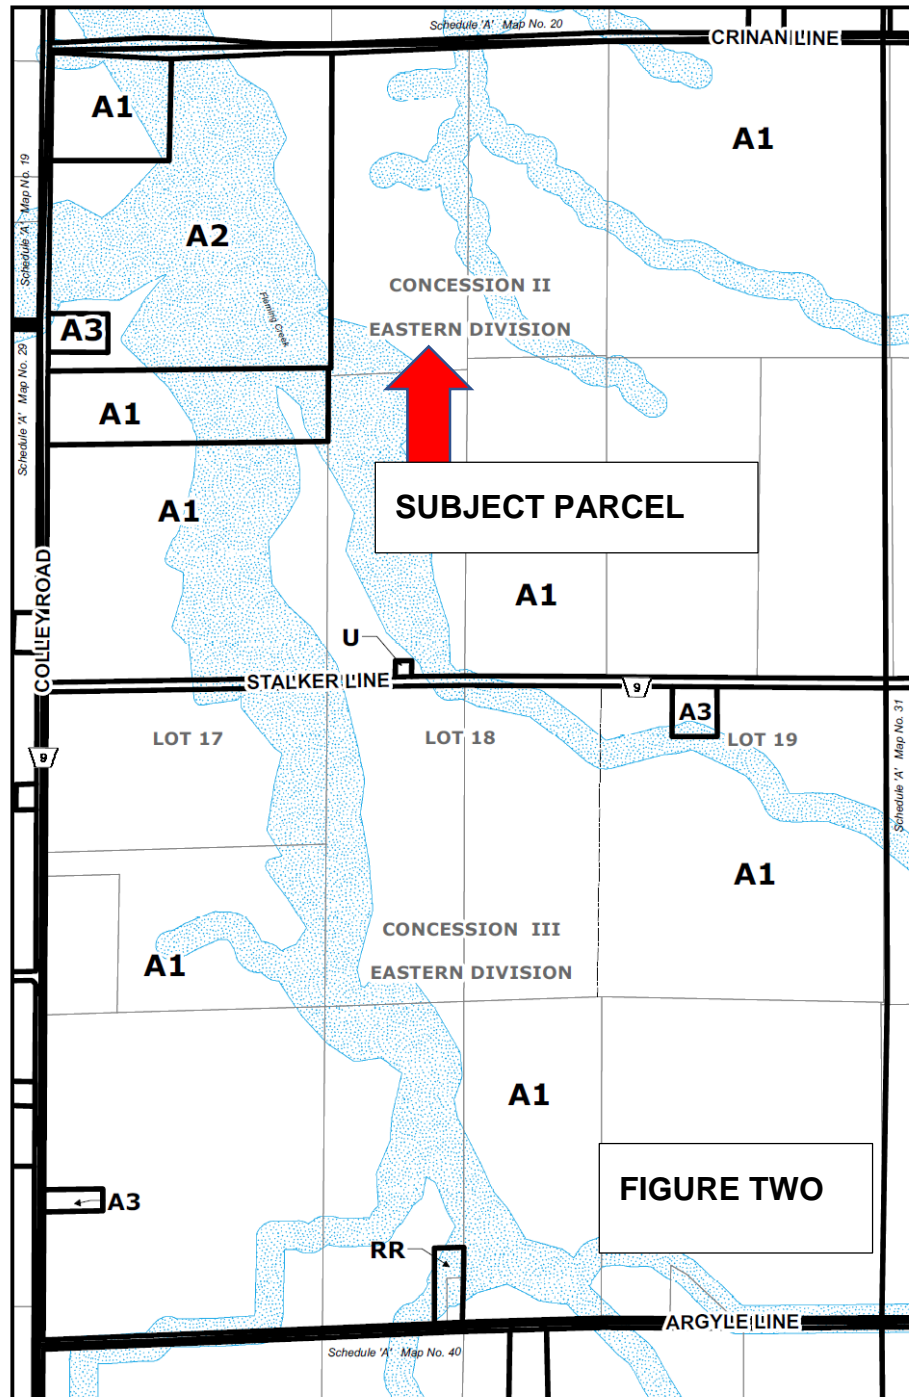 Schedule 'A' Map No. 20
CRINAN LINE
A1
A1
Schedule 'A' Map No. 19
A2
CONCESSION II
Fleming Creek
EASTERN DIVISION
A3
Schedule 'A' Map No. 29
A1
SUBJECT PARCEL
A1
A1
COLLEY ROAD
U
STALKER LINE
9
A3
LOT 17
LOT 18
LOT 19
Schedule 'A' Map No. 31
9
A1
CONCESSION III
A1
EASTERN DIVISION
A1
FIGURE TWO
A3
RR
ARGYLE LINE
Schedule 'A' Map No. 40